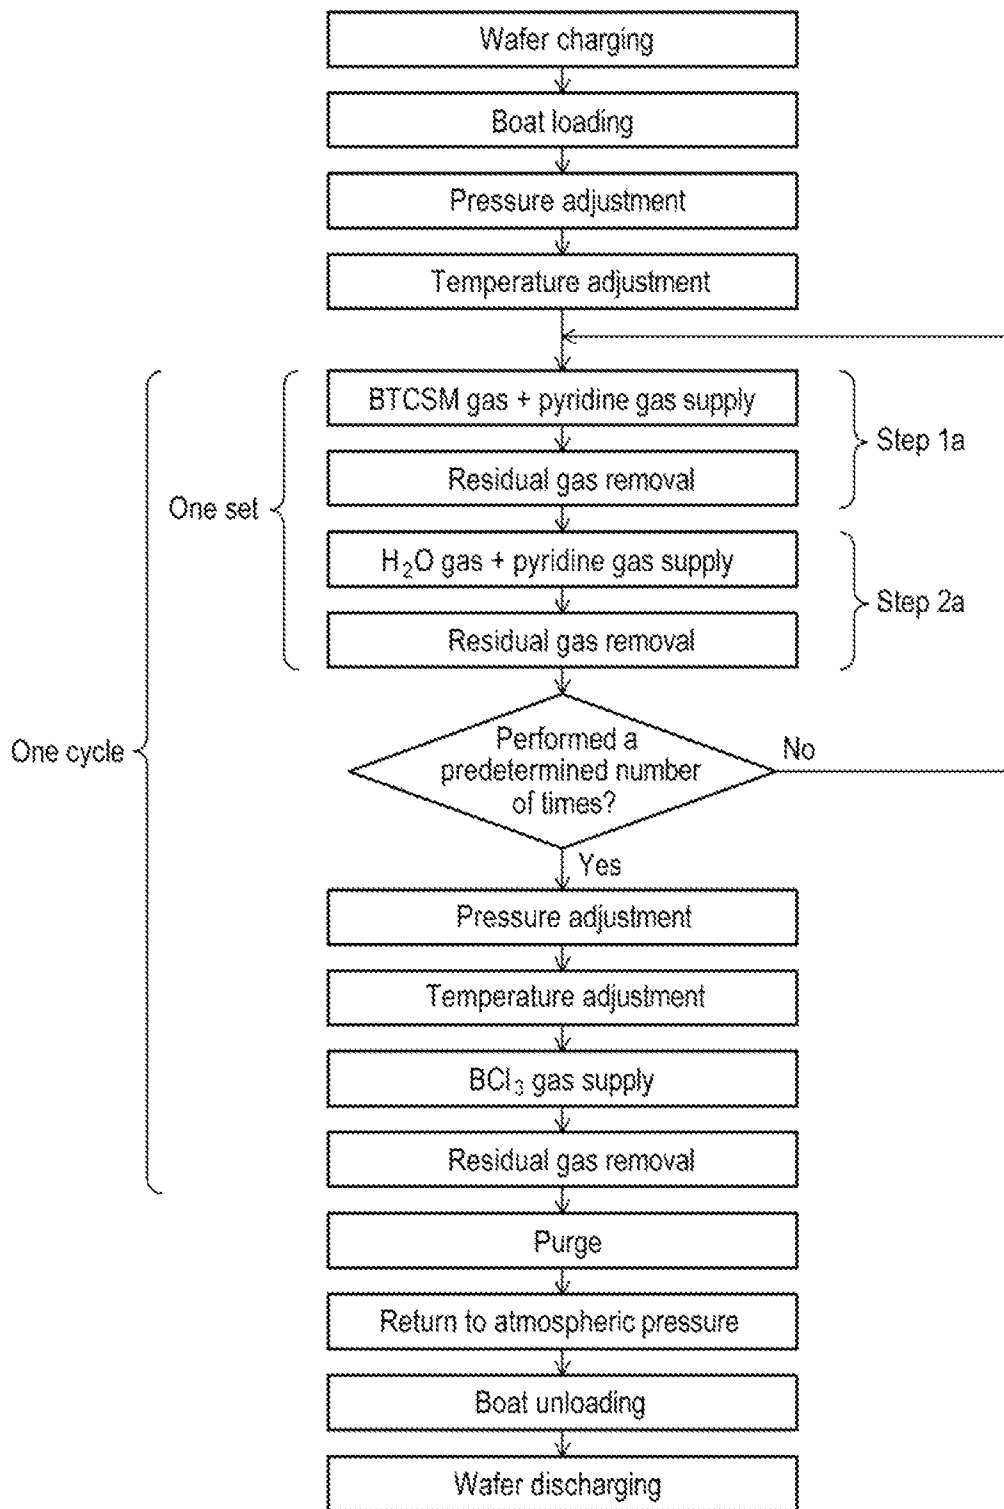 Wafer charging
Boat loading
Pressure adjustment
Temperature adjustment
BTCSM gas + pyridine gas supply
Step 1a
Residual gas removal
One set
H₂O gas + pyridine gas supply
Step 2a
Residual gas removal
One cycle
Performed a
predetermined number
of times?
No
Yes
Pressure adjustment
Temperature adjustment
BCl₃ gas supply
Residual gas removal
Purge
Return to atmospheric pressure
Boat unloading
Wafer discharging